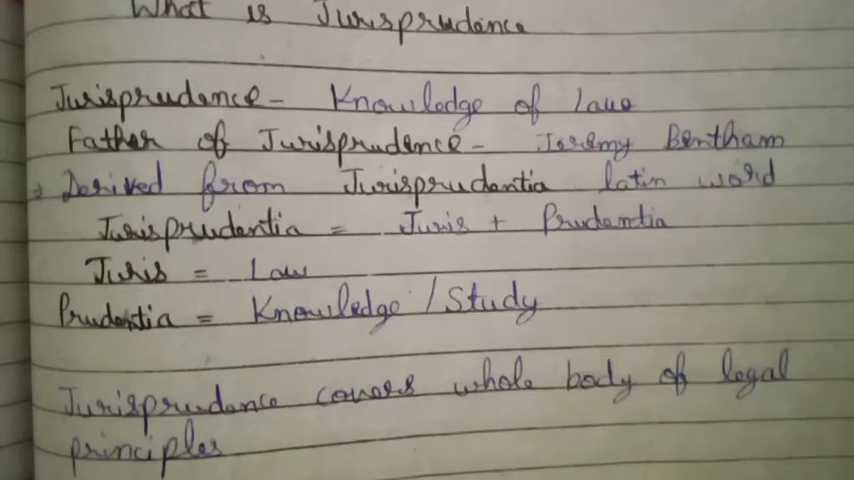 What is Jurisprudence
Jurisprudence - Knowledge of Law
Father of Jurisprudence - Jeremy Bentham
→ Derived from Jurisprudentia latin word
Jurisprudentia = Juris + Prudentia
Juris = Law
Prudentia = Knowledge / Study
Jurisprudence covers whole body of legal
principles